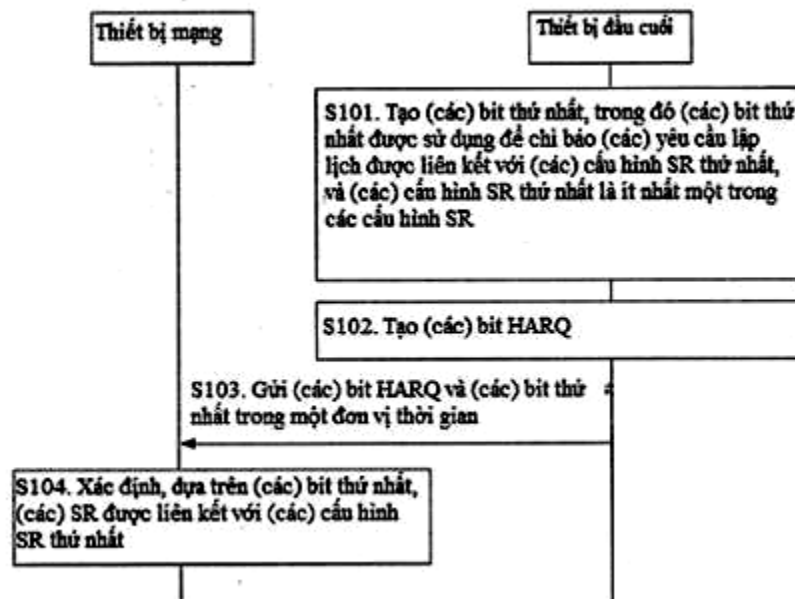 Thiết bị mạng
Thiết bị đầu cuối
S101. Tạo (các) bit thứ nhất, trong đó (các) bit thứ
nhất được sử dụng để chỉ báo (các) yêu cầu lập
lịch được liên kết với (các) cấu hình SR thứ nhất,
và (các) cấu hình SR thứ nhất là ít nhất một trong
các cấu hình SR
S102. Tạo (các) bit HARQ
S103. Gửi (các) bit HARQ và (các) bit thứ
nhất trong một đơn vị thời gian
S104. Xác định, dựa trên (các) bit thứ nhất,
(các) SR được liên kết với (các) cấu hình
SR thứ nhất